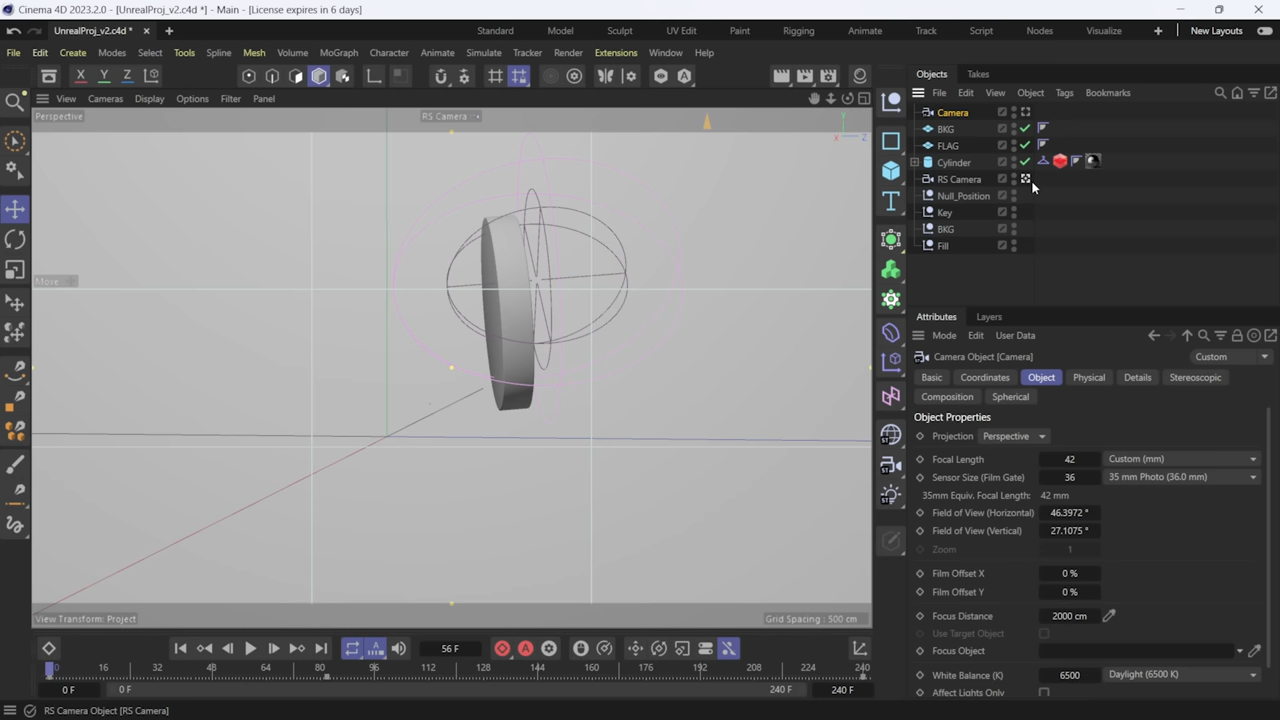 Cinema 4D 2023.2.0 - [UnrealProj_v2.c4d *] - Main - [License expires in 6 days]
UnrealProj_v2.c4d *
Standard Model Sculpt UV Edit Paint Rigging Animate Track Script Nodes Visualize New Layouts
File Edit Create Modes Select Tools Spline Mesh Volume MoGraph Character Animate Simulate Tracker Render Extensions Window Help
X Y Z
Objects Takes
View Cameras Display Options Filter Panel
File Edit View Object Tags Bookmarks
Perspective
RS Camera
Y
X Z
Camera
BKG
FLAG
Cylinder
RS Camera
Null_Position
Key
BKG
Fill
Move
Attributes Layers
Mode Edit User Data
Camera Object [Camera]
Custom
Basic Coordinates Object Physical Details Stereoscopic
Composition Spherical
Object Properties
Projection Perspective
Focal Length 42 Custom (mm)
Sensor Size (Film Gate) 36 35 mm Photo (36.0 mm)
35mm Equiv. Focal Length: 42 mm
Field of View (Horizontal) 46.3972 °
Field of View (Vertical) 27.1075 °
Zoom 1
Film Offset X 0 %
Film Offset Y 0 %
Focus Distance 2000 cm
Use Target Object
Focus Object
White Balance (K) 6500 Daylight (6500 K)
Affect Lights Only
View Transform: Project
Grid Spacing : 500 cm
56 F
0 16 32 48 64 80 96 112 128 144 160 176 192 208 224 240
0 F 0 F 240 F 240 F
RS Camera Object [RS Camera]
ST
ST
ST